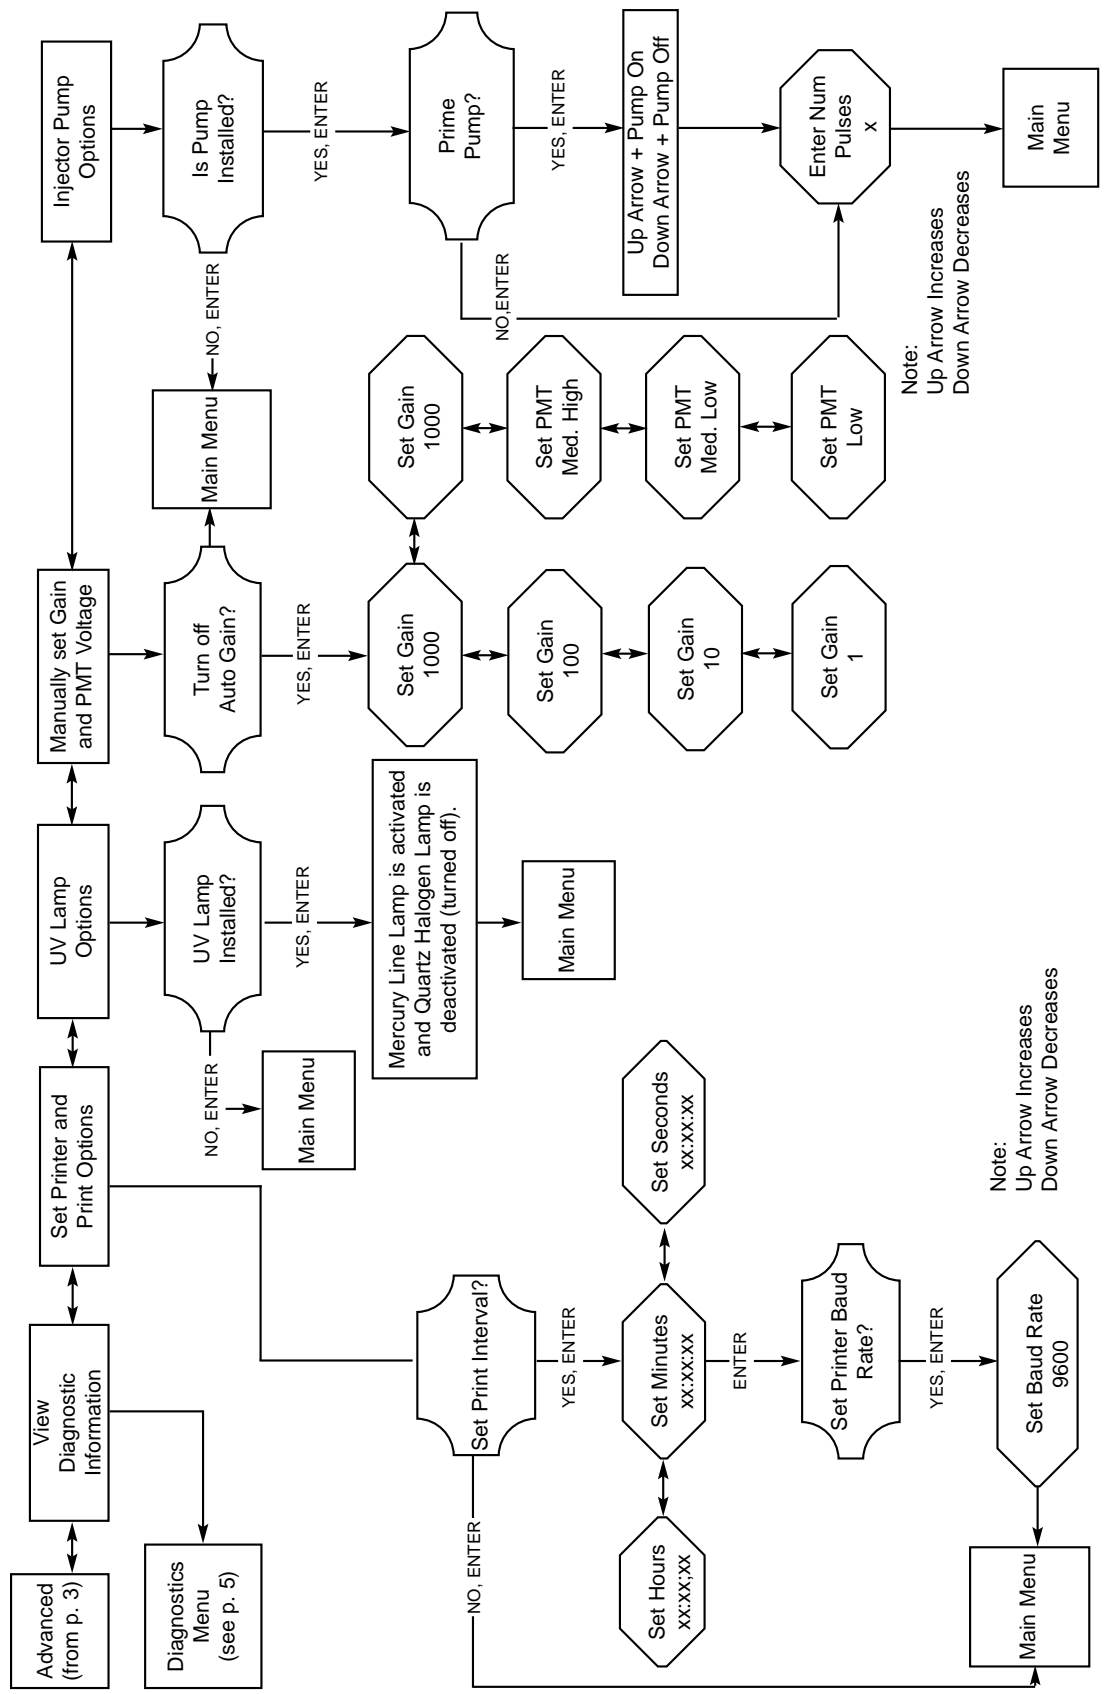 Advanced
(from p. 3)
View
Diagnostic
Information
Set Printer and
Print Options
UV Lamp
Options
Manually set Gain
and PMT Voltage
Injector Pump
Options
Diagnostics
Menu
(see p. 5)
NO, ENTER
Main Menu
UV Lamp
Installed?
YES, ENTER
Mercury Line Lamp is activated
and Quartz Halogen Lamp is
deactivated (turned off).
Main Menu
Turn off
Auto Gain?
Main Menu
NO, ENTER
Is Pump
Installed?
YES, ENTER
YES, ENTER
Set Gain
1000
Set Gain
1000
Set Gain
100
Set PMT
Med. High
Set Gain
10
Set PMT
Med. Low
Set Gain
1
Set PMT
Low
Prime
Pump?
NO,ENTER
YES, ENTER
Up Arrow + Pump On
Down Arrow + Pump Off
Enter Num
Pulses
x
Main
Menu
Note:
Up Arrow Increases
Down Arrow Decreases
Set Print Interval?
NO, ENTER
YES, ENTER
Set Hours
xx:xx;xx
Set Minutes
xx:xx:xx
Set Seconds
xx:xx:xx
ENTER
Set Printer Baud
Rate?
YES, ENTER
Main Menu
Set Baud Rate
9600
Note:
Up Arrow Increases
Down Arrow Decreases